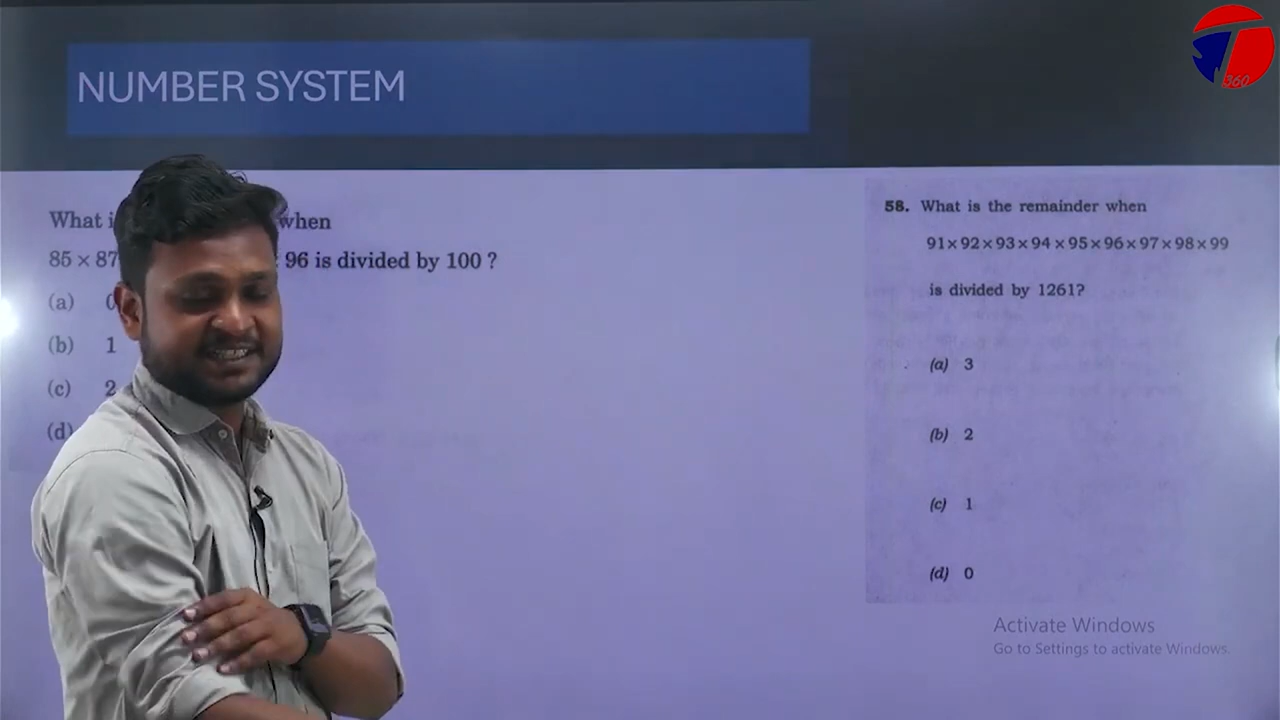 NUMBER SYSTEM
360
What i when
85 × 87 96 is divided by 100 ?
(a) 0
(b) 1
(c) 2
(d)
58. What is the remainder when
91×92×93×94×95×96×97×98×99
is divided by 1261?
(a) 3
(b) 2
(c) 1
(d) 0
Activate Windows
Go to Settings to activate Windows.